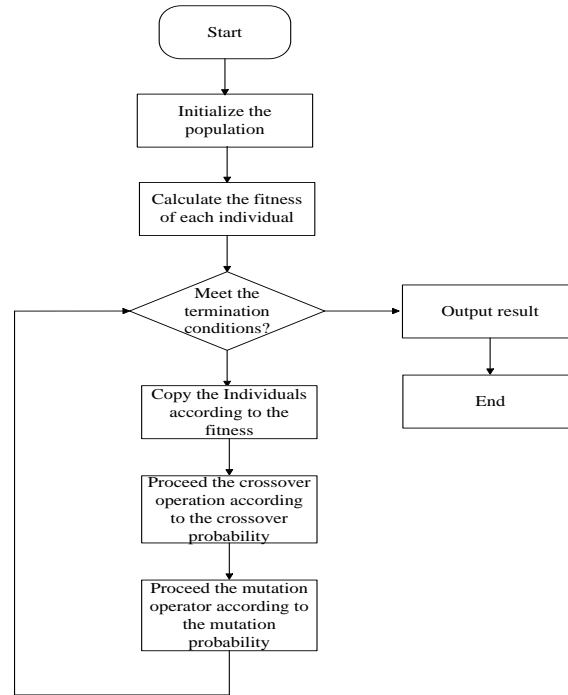 Start
Initialize the
population
Calculate the fitness
of each individual
Meet the
termination
conditions?
Output result
End
Copy the Individuals
according to the
fitness
Proceed the crossover
operation according
to the crossover
probability
Proceed the mutation
operator according to
the mutation
probability